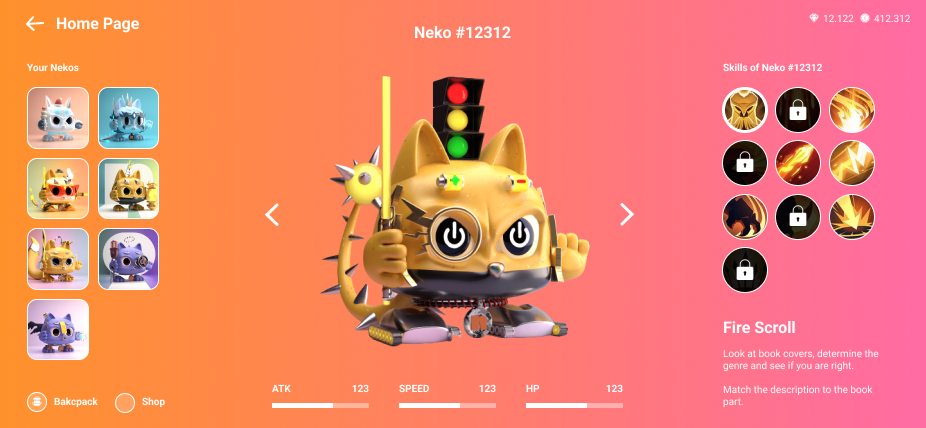 Home Page
Neko #12312
12.122
412.312
Your Nekos
Skills of Neko #12312
Fire Scroll
Look at book covers, determine the
genre and see if you are right.
Match the description to the book
part.
ATK 123
SPEED 123
HP 123
Bakcpack
Shop